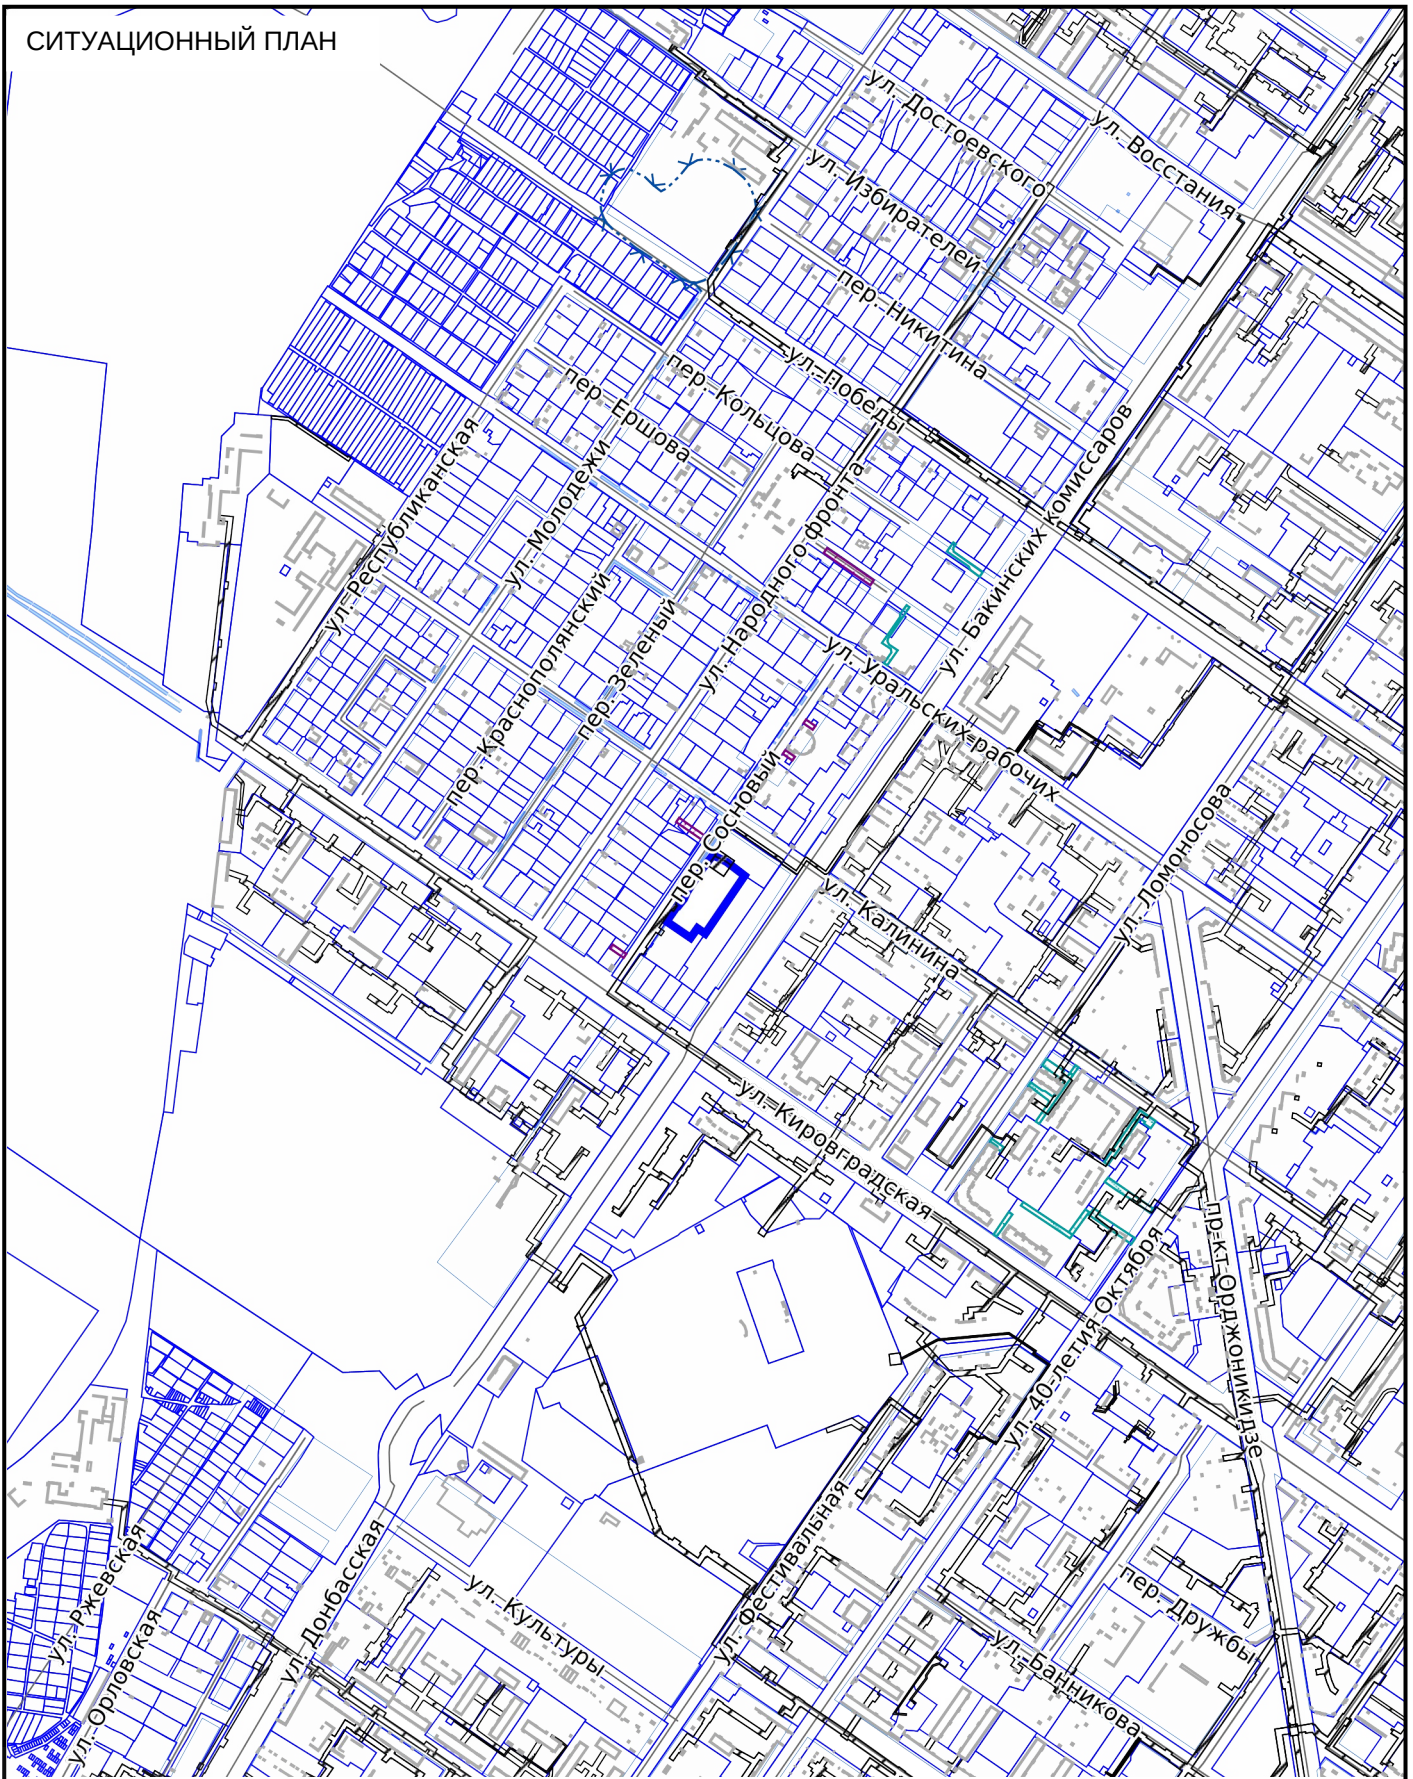 СИТУАЦИОННЫЙ ПЛАН
ул. Достоевского
ул. Восстания
ул. Избирателей
пер. Никитина
ул. Победы
пер. Кольцова
пер. Ершова
ул. Республиканская
ул. Молодежи
ул. Народного фронта
ул. Бакинских комиссаров
пер. Краснополянский
пер. Зеленый
ул. Уральских рабочих
пер. Сосновый
ул. Ломоносова
ул. Калинина
ул. Кировградская
пр-кт Орджоникидзе
ул. 40-летия Октября
ул. Фестивальная
ул. Донбасская
ул. Ржевская
ул. Орловская
ул. Культуры
пер. Дружбы
ул. Банникова